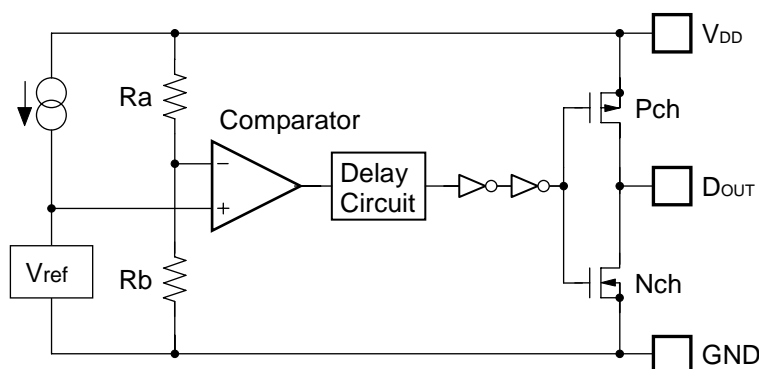 VDD
Ra
Pch
Comparator
−
Delay
Circuit
DOUT
+
Vref
Rb
Nch
GND